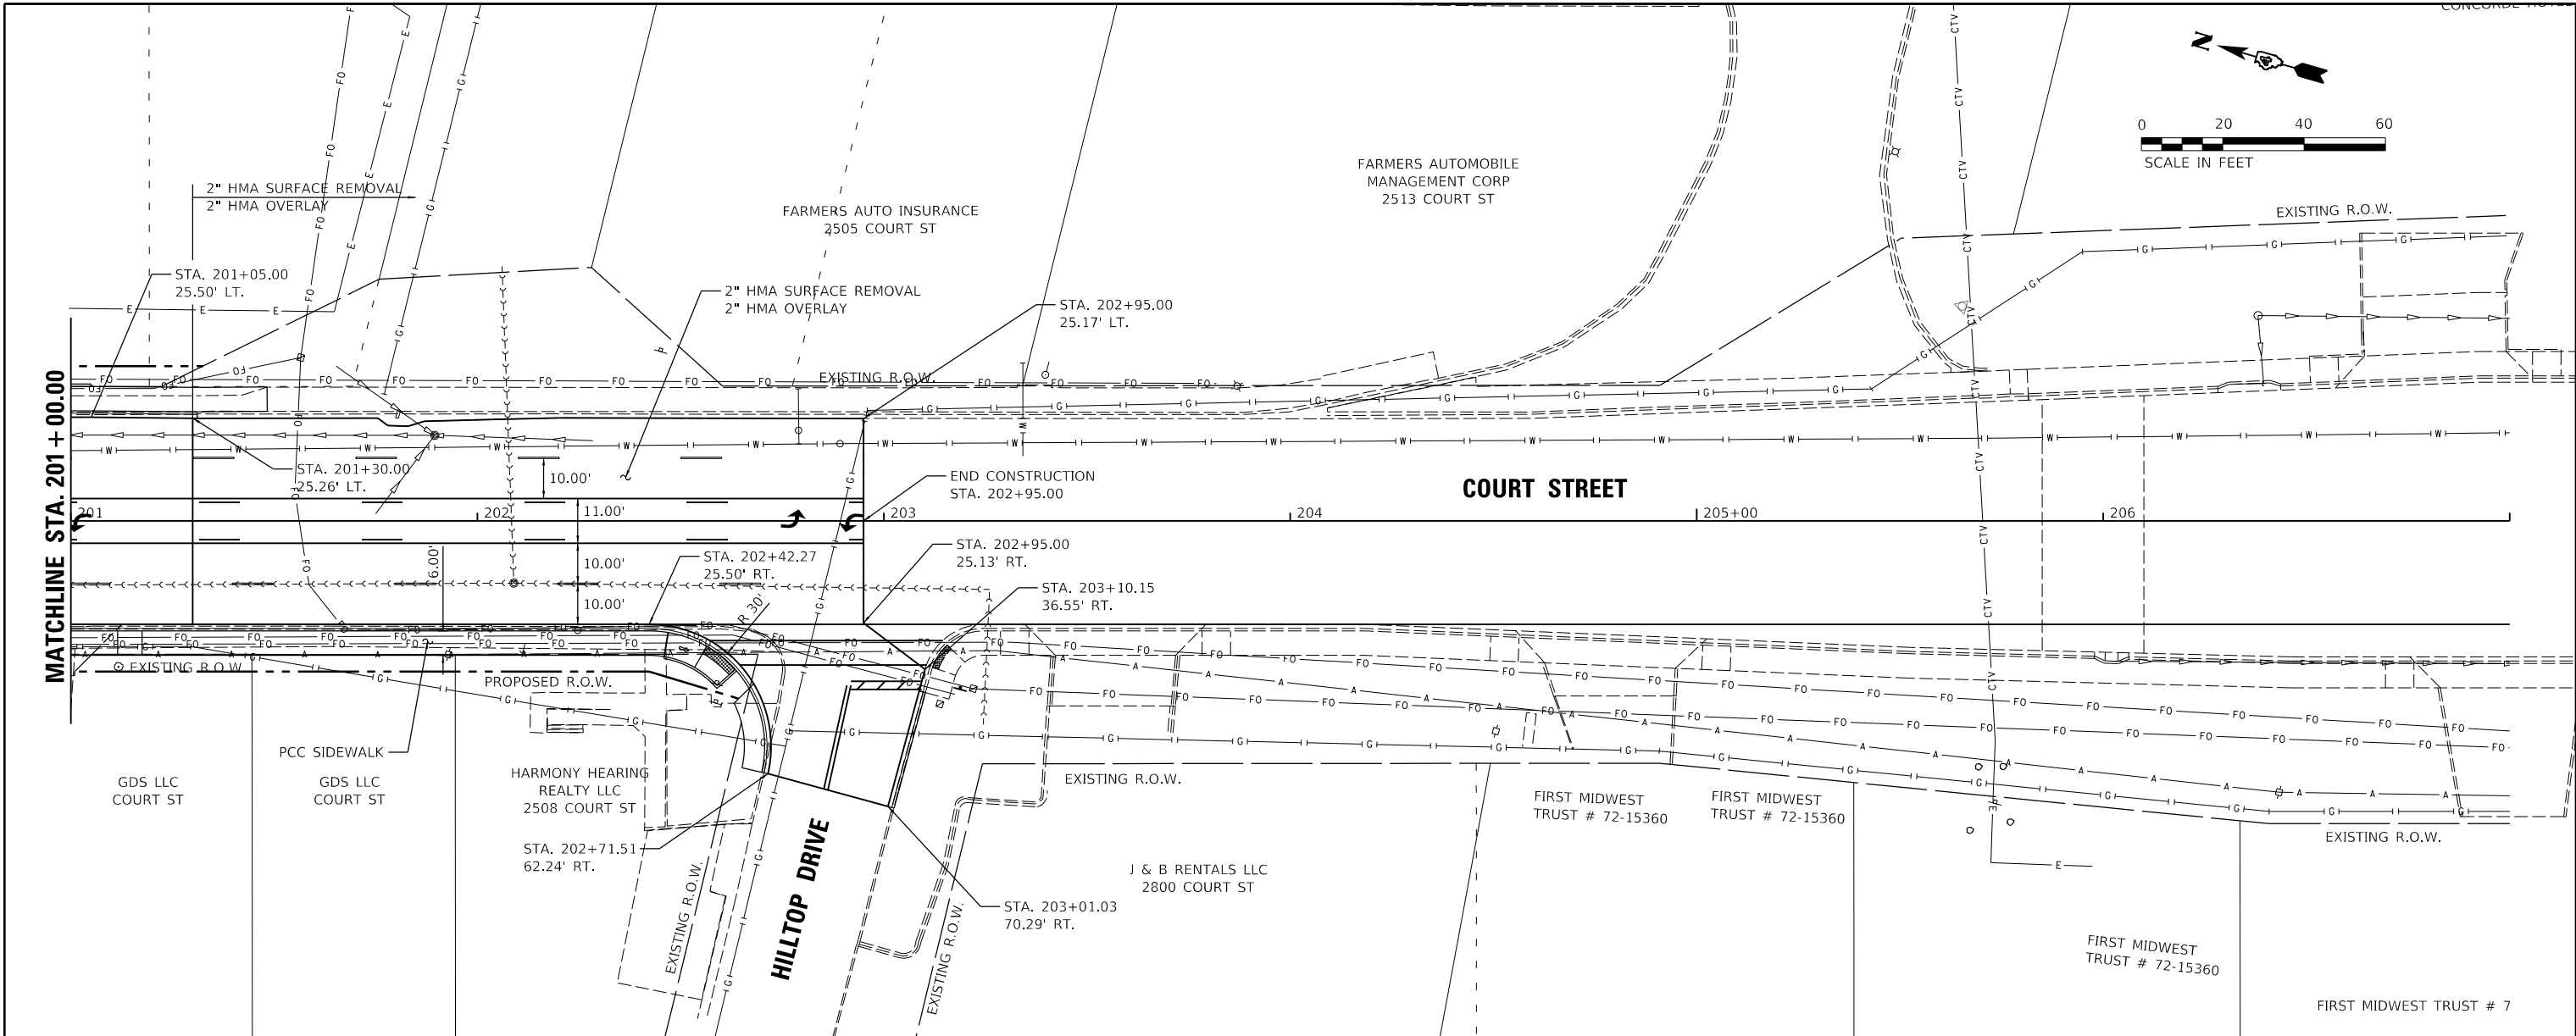 N
0 20 40 60
SCALE IN FEET
2" HMA SURFACE REMOVAL
2" HMA OVERLAY
FARMERS AUTO INSURANCE
2505 COURT ST
FARMERS AUTOMOBILE
MANAGEMENT CORP
2513 COURT ST
EXISTING R.O.W.
STA. 201+05.00
25.50' LT.
2" HMA SURFACE REMOVAL
2" HMA OVERLAY
STA. 202+95.00
25.17' LT.
EXISTING R.O.W.
MATCHLINE STA. 201+00.00
STA. 201+30.00
25.26' LT.
10.00'
END CONSTRUCTION
STA. 202+95.00
COURT STREET
201 202 203 204 205+00 206
11.00'
6.00'
10.00'
10.00'
STA. 202+42.27
25.50' RT.
STA. 202+95.00
25.13' RT.
STA. 203+10.15
36.55' RT.
R 30'
EXISTING R.O.W
PROPOSED R.O.W.
PCC SIDEWALK
GDS LLC
COURT ST
GDS LLC
COURT ST
HARMONY HEARING
REALTY LLC
2508 COURT ST
EXISTING R.O.W.
FIRST MIDWEST
TRUST # 72-15360
FIRST MIDWEST
TRUST # 72-15360
EXISTING R.O.W.
STA. 202+71.51
62.24' RT.
HILLTOP DRIVE
J & B RENTALS LLC
2800 COURT ST
STA. 203+01.03
70.29' RT.
EXISTING R.O.W.
EXISTING R.O.W.
FIRST MIDWEST
TRUST # 72-15360
FIRST MIDWEST TRUST # 7